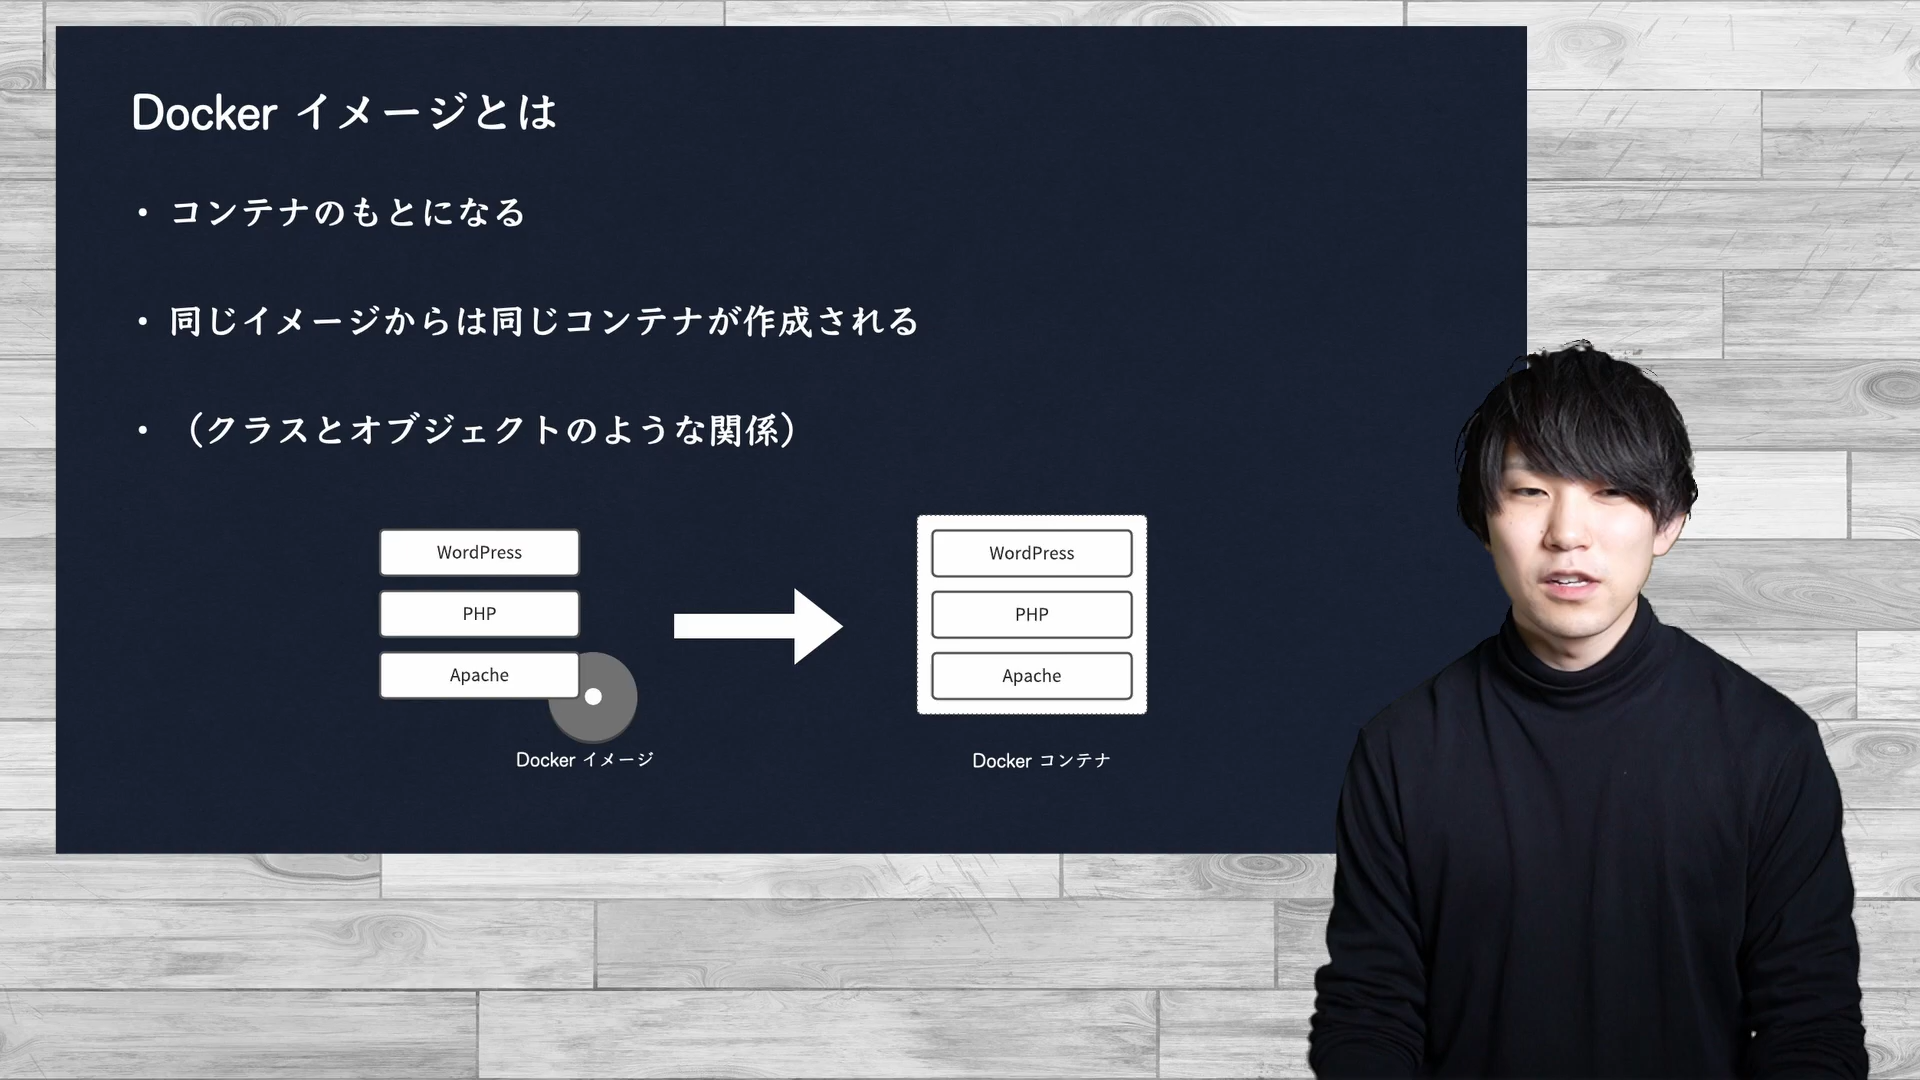 Docker イメージとは
・ コンテナのもとになる
・ 同じイメージからは同じコンテナが作成される
・ （クラスとオブジェクトのような関係）
WordPress
PHP
Apache
Docker イメージ
WordPress
PHP
Apache
Docker コンテナ